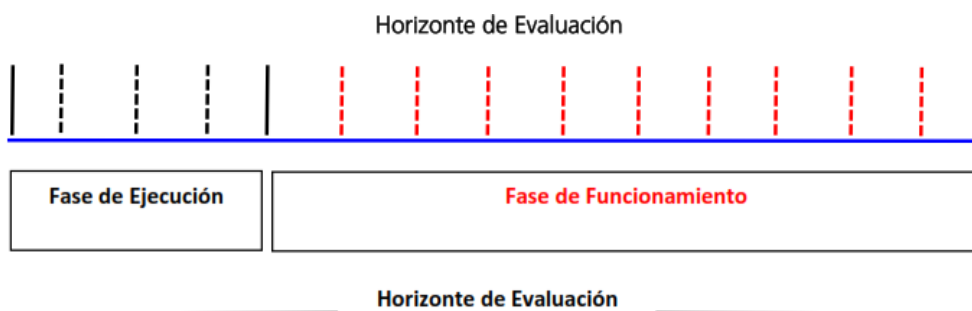 Horizonte de Evaluación
Fase de Ejecución
Fase de Funcionamiento
Horizonte de Evaluación